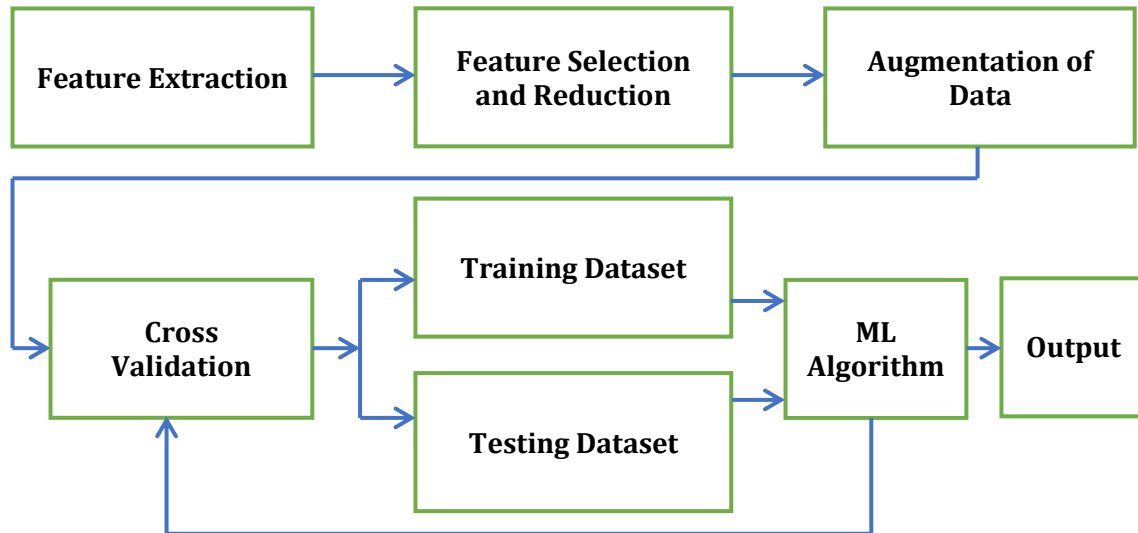 Feature Extraction
Feature Selection
and Reduction
Augmentation of
Data
Cross
Validation
Training Dataset
Testing Dataset
ML
Algorithm
Output